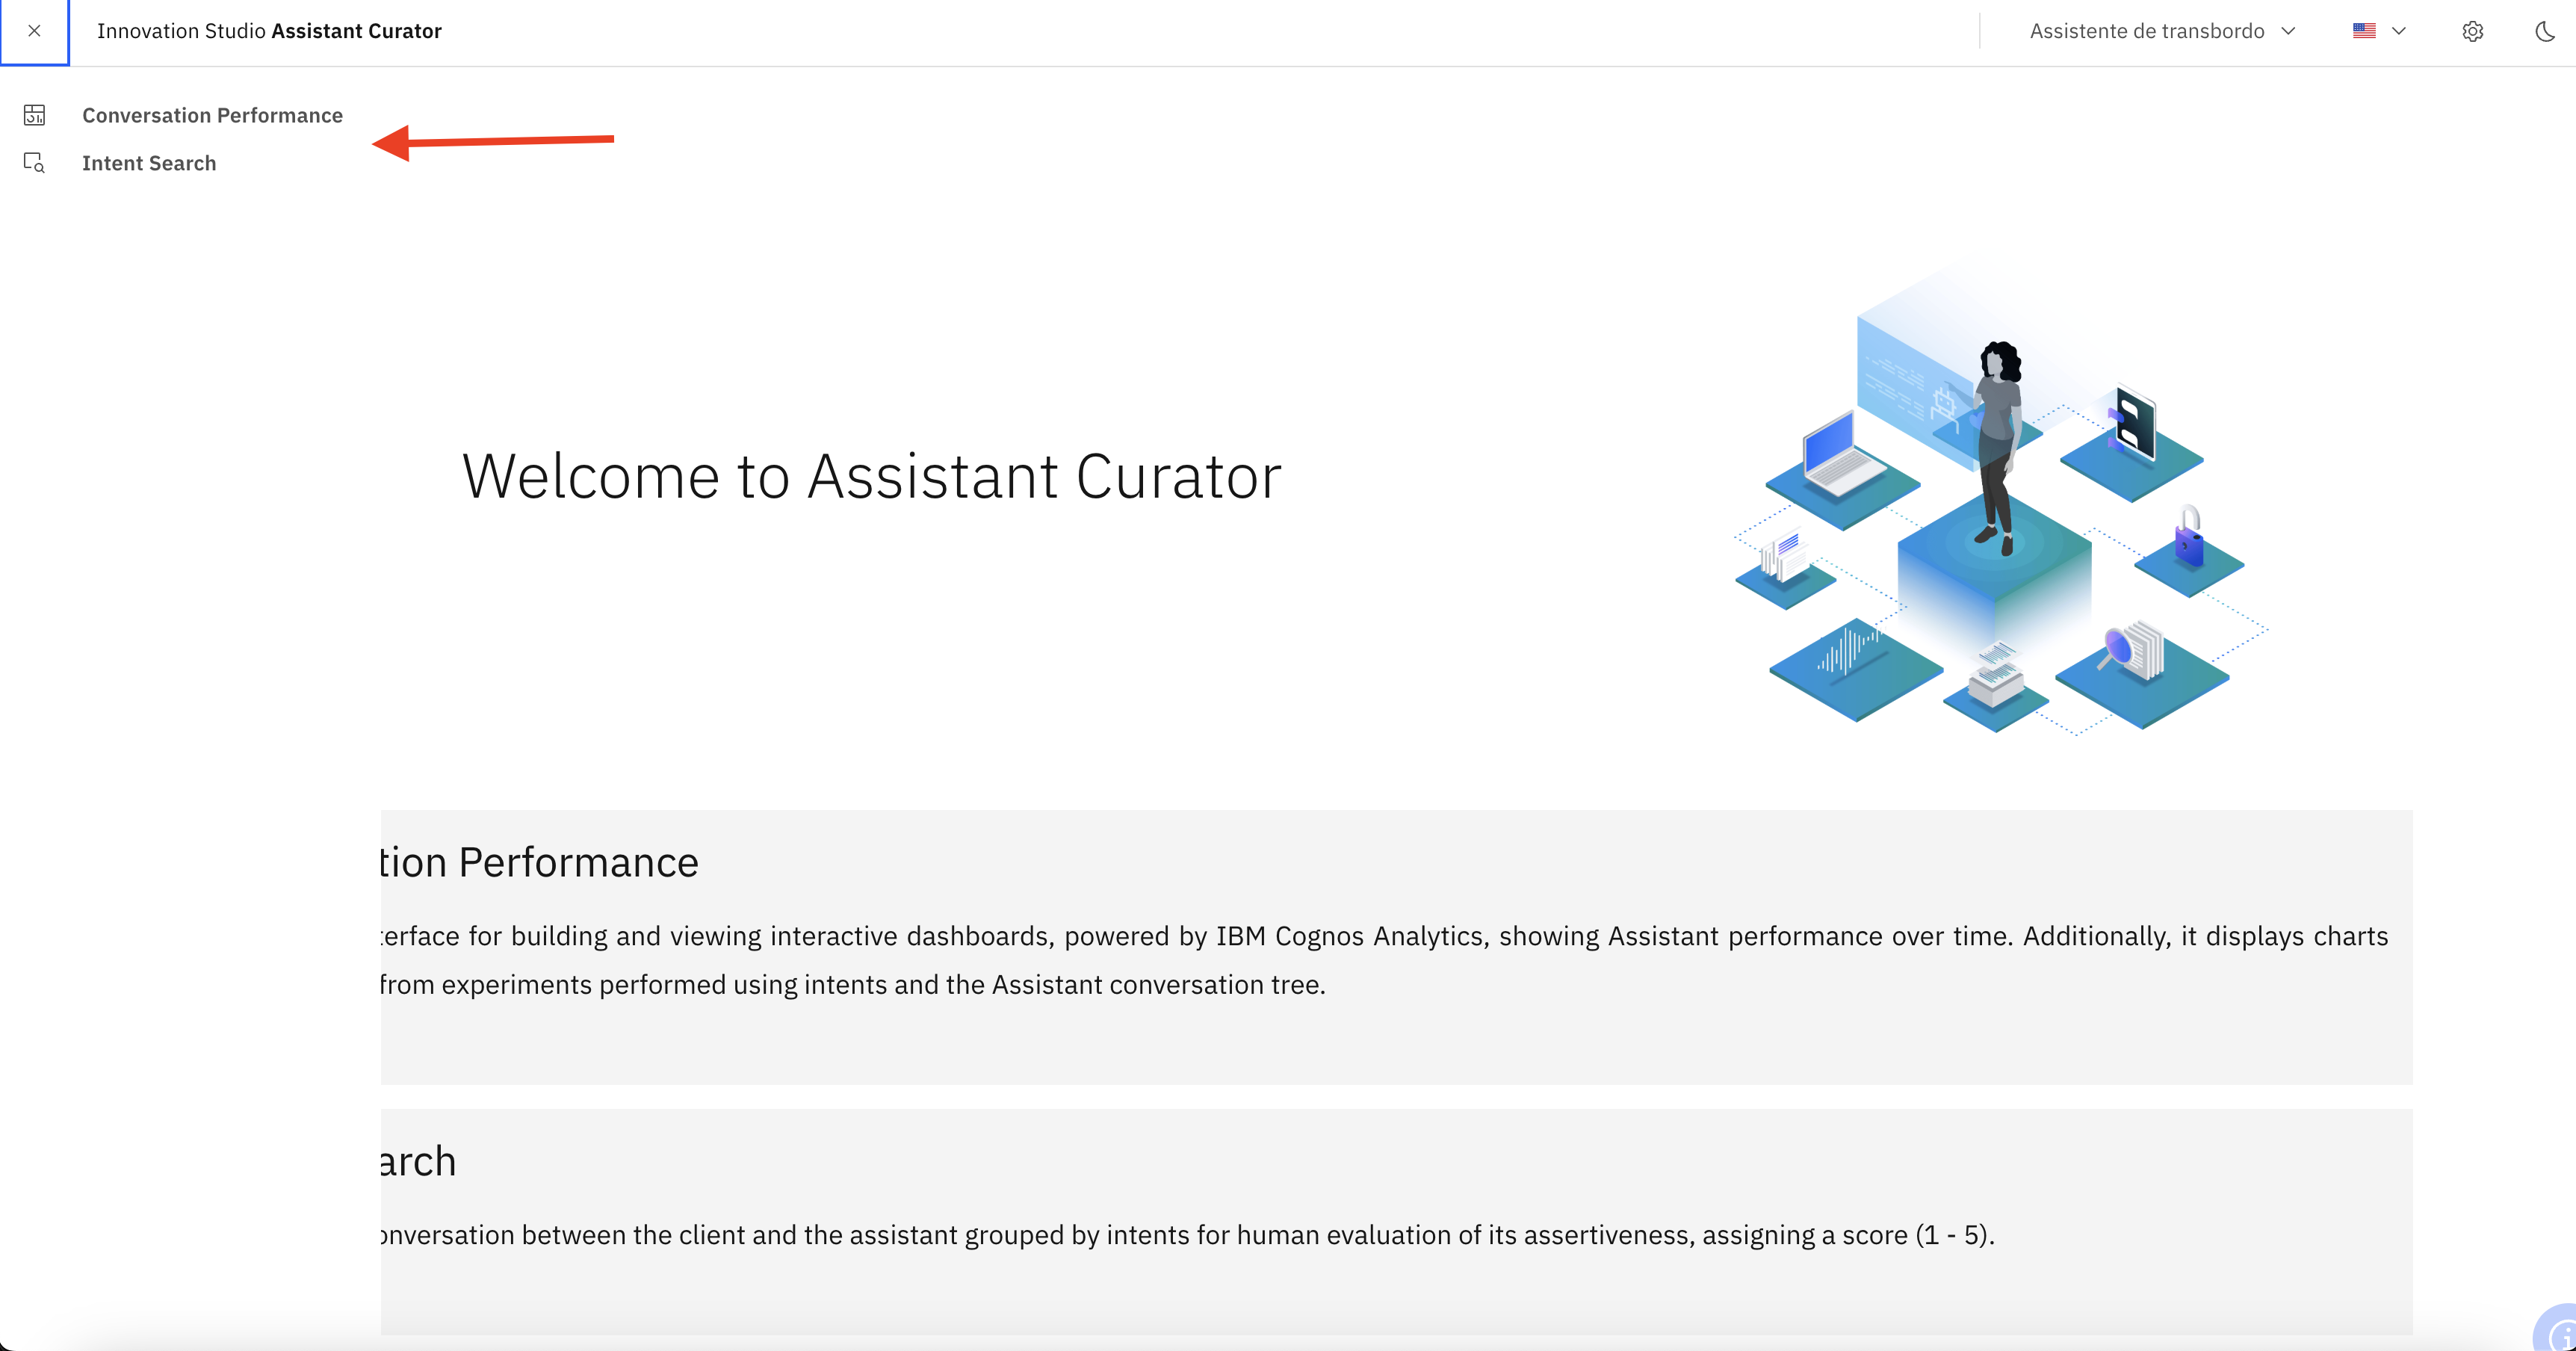 Innovation Studio Assistant Curator
Assistente de transbordo
Conversation Performance
Intent Search
Welcome to Assistant Curator
tion Performance
terface for building and viewing interactive dashboards, powered by IBM Cognos Analytics, showing Assistant performance over time. Additionally, it displays charts
from experiments performed using intents and the Assistant conversation tree.
arch
onversation between the client and the assistant grouped by intents for human evaluation of its assertiveness, assigning a score (1 - 5).